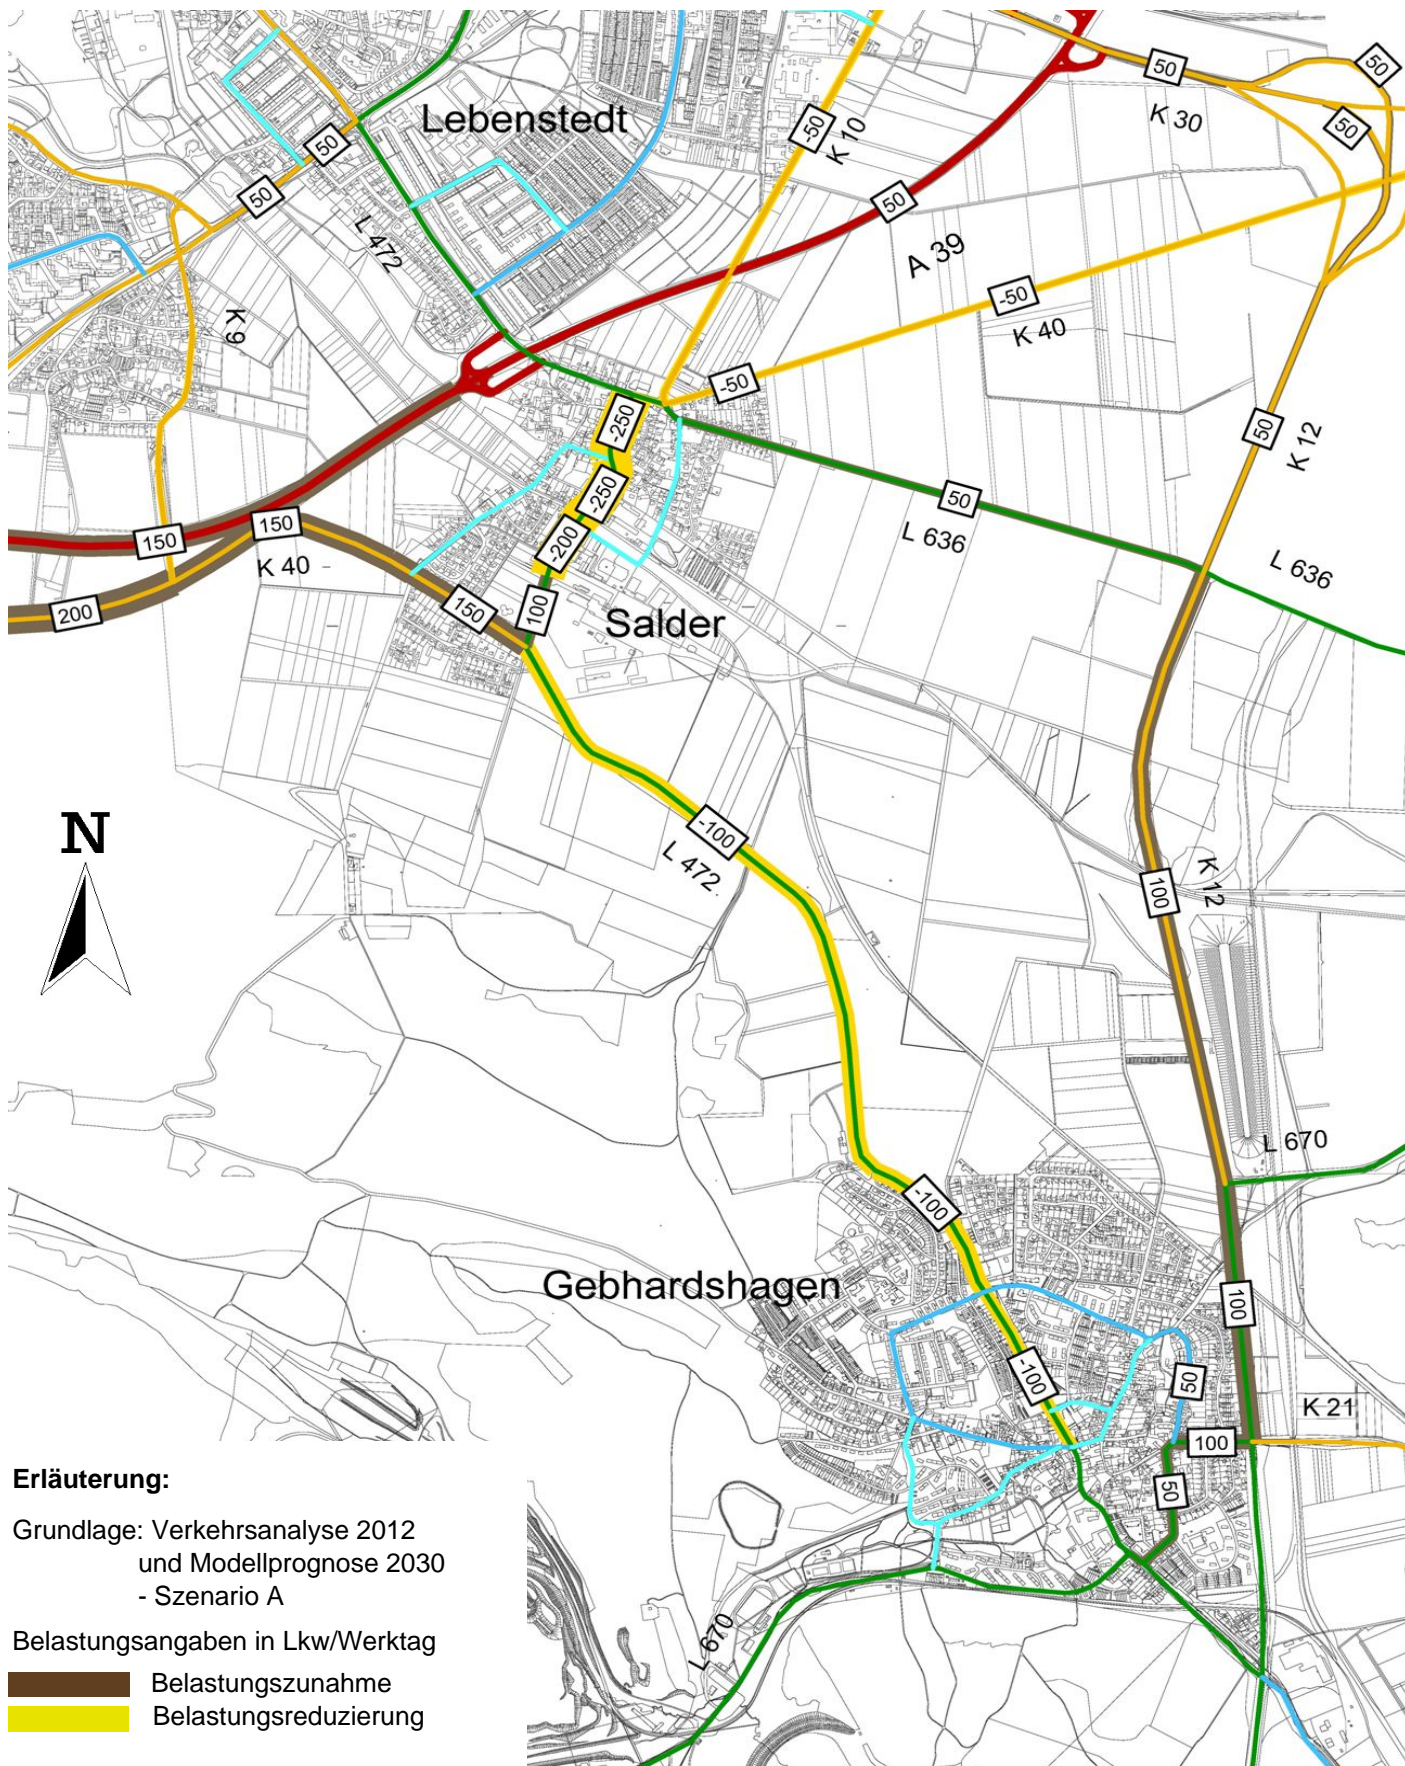 50
50
K 30
50
Lebenstedt
-50
K 10
50
50
50
L 472
A 39
-50
K 40
K 9
-50
-250
50
K 12
-250
50
L 636
150
150
-200
K 40
L 636
200
150
100
Salder
N
-100
L 472
100
K 12
L 670
-100
Gebhardshagen
100
-100
50
K 21
100
50
Erläuterung:
Grundlage: Verkehrsanalyse 2012
und Modellprognose 2030
- Szenario A
Belastungsangaben in Lkw/Werktag
L 670
Belastungszunahme
Belastungsreduzierung